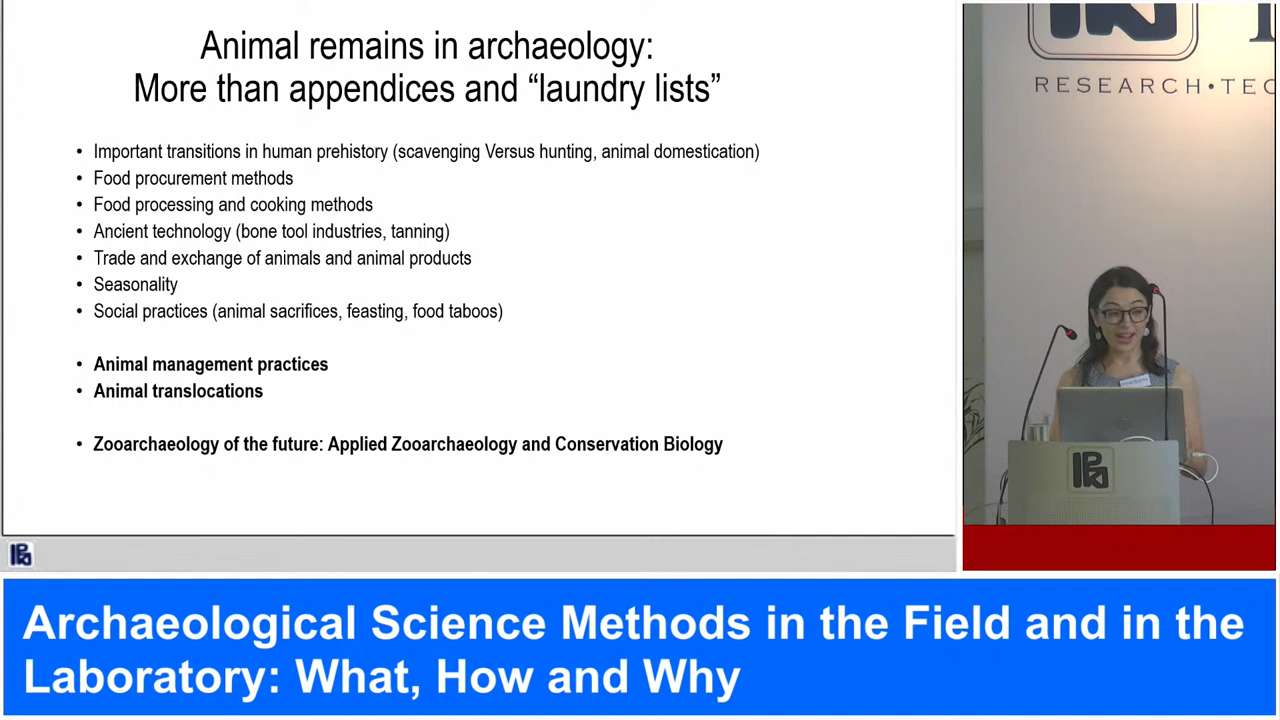 Animal remains in archaeology:
More than appendices and “laundry lists”
• Important transitions in human prehistory (scavenging Versus hunting, animal domestication)
• Food procurement methods
• Food processing and cooking methods
• Ancient technology (bone tool industries, tanning)
• Trade and exchange of animals and animal products
• Seasonality
• Social practices (animal sacrifices, feasting, food taboos)
• Animal management practices
• Animal translocations
• Zooarchaeology of the future: Applied Zooarchaeology and Conservation Biology
RESEARCH•TEC
Archaeological Science Methods in the Field and in the
Laboratory: What, How and Why